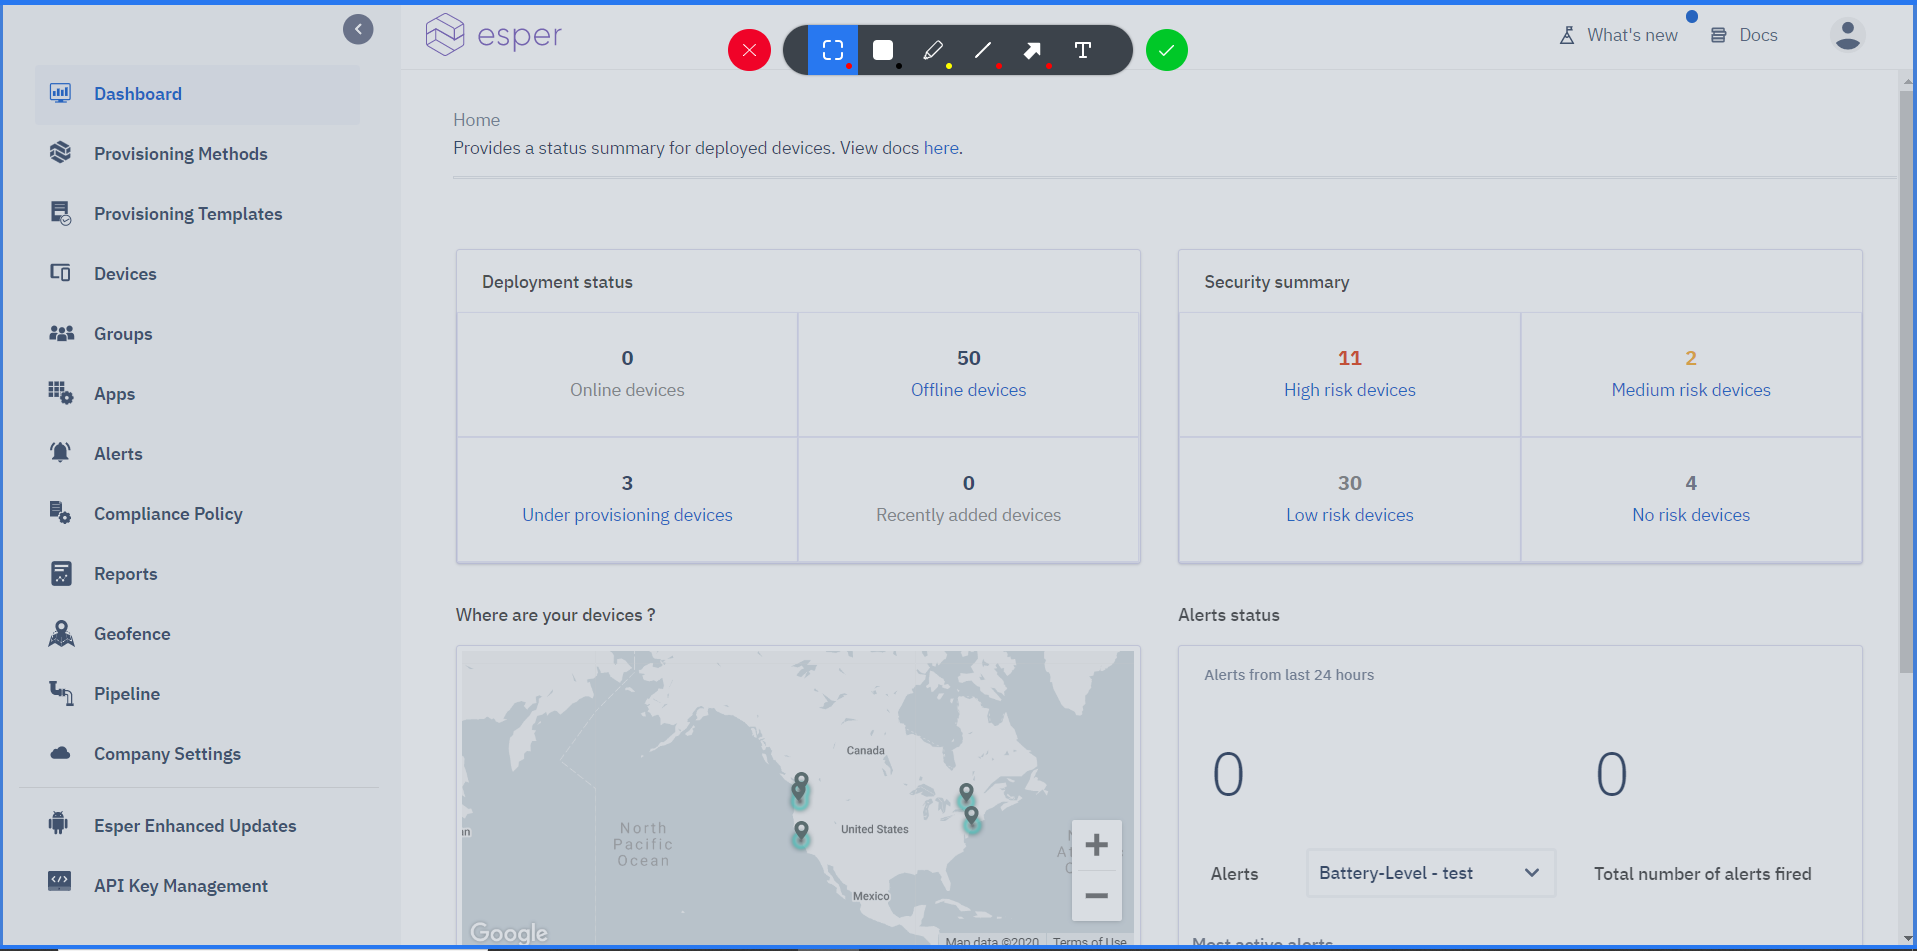 esper
What's new
Docs
Dashboard
Provisioning Methods
Provisioning Templates
Devices
Groups
Apps
Alerts
Compliance Policy
Reports
Geofence
Pipeline
Company Settings
Esper Enhanced Updates
API Key Management
T
Home
Provides a status summary for deployed devices. View docs here.
Deployment status
0
Online devices
50
Offline devices
3
Under provisioning devices
0
Recently added devices
Security summary
11
High risk devices
2
Medium risk devices
30
Low risk devices
4
No risk devices
Where are your devices ?
Canada
United States
Mexico
North
Pacific
Ocean
Google
Map data ©2020
Terms of Use
Alerts status
Alerts from last 24 hours
0
0
Alerts
Battery-Level - test
Total number of alerts fired
Most active alerts